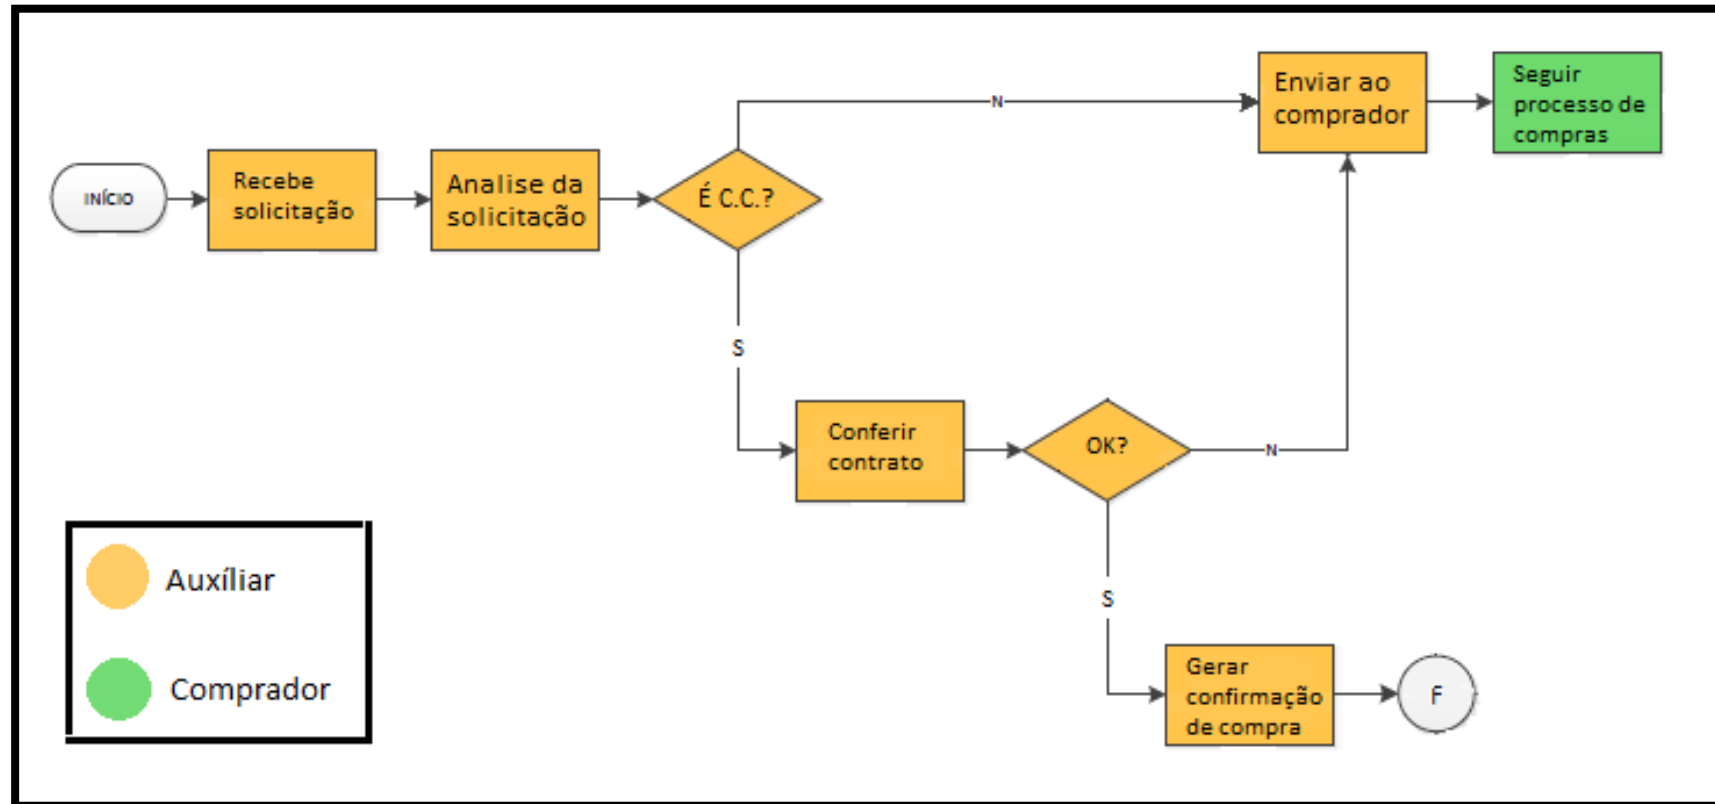 INÍCIO
Recebe
solicitação
Analise da
solicitação
É C.C.?
N
Enviar ao
comprador
Seguir
processo de
compras
S
Conferir
contrato
OK?
N
S
Gerar
confirmação
de compra
F
Auxíliar
Comprador